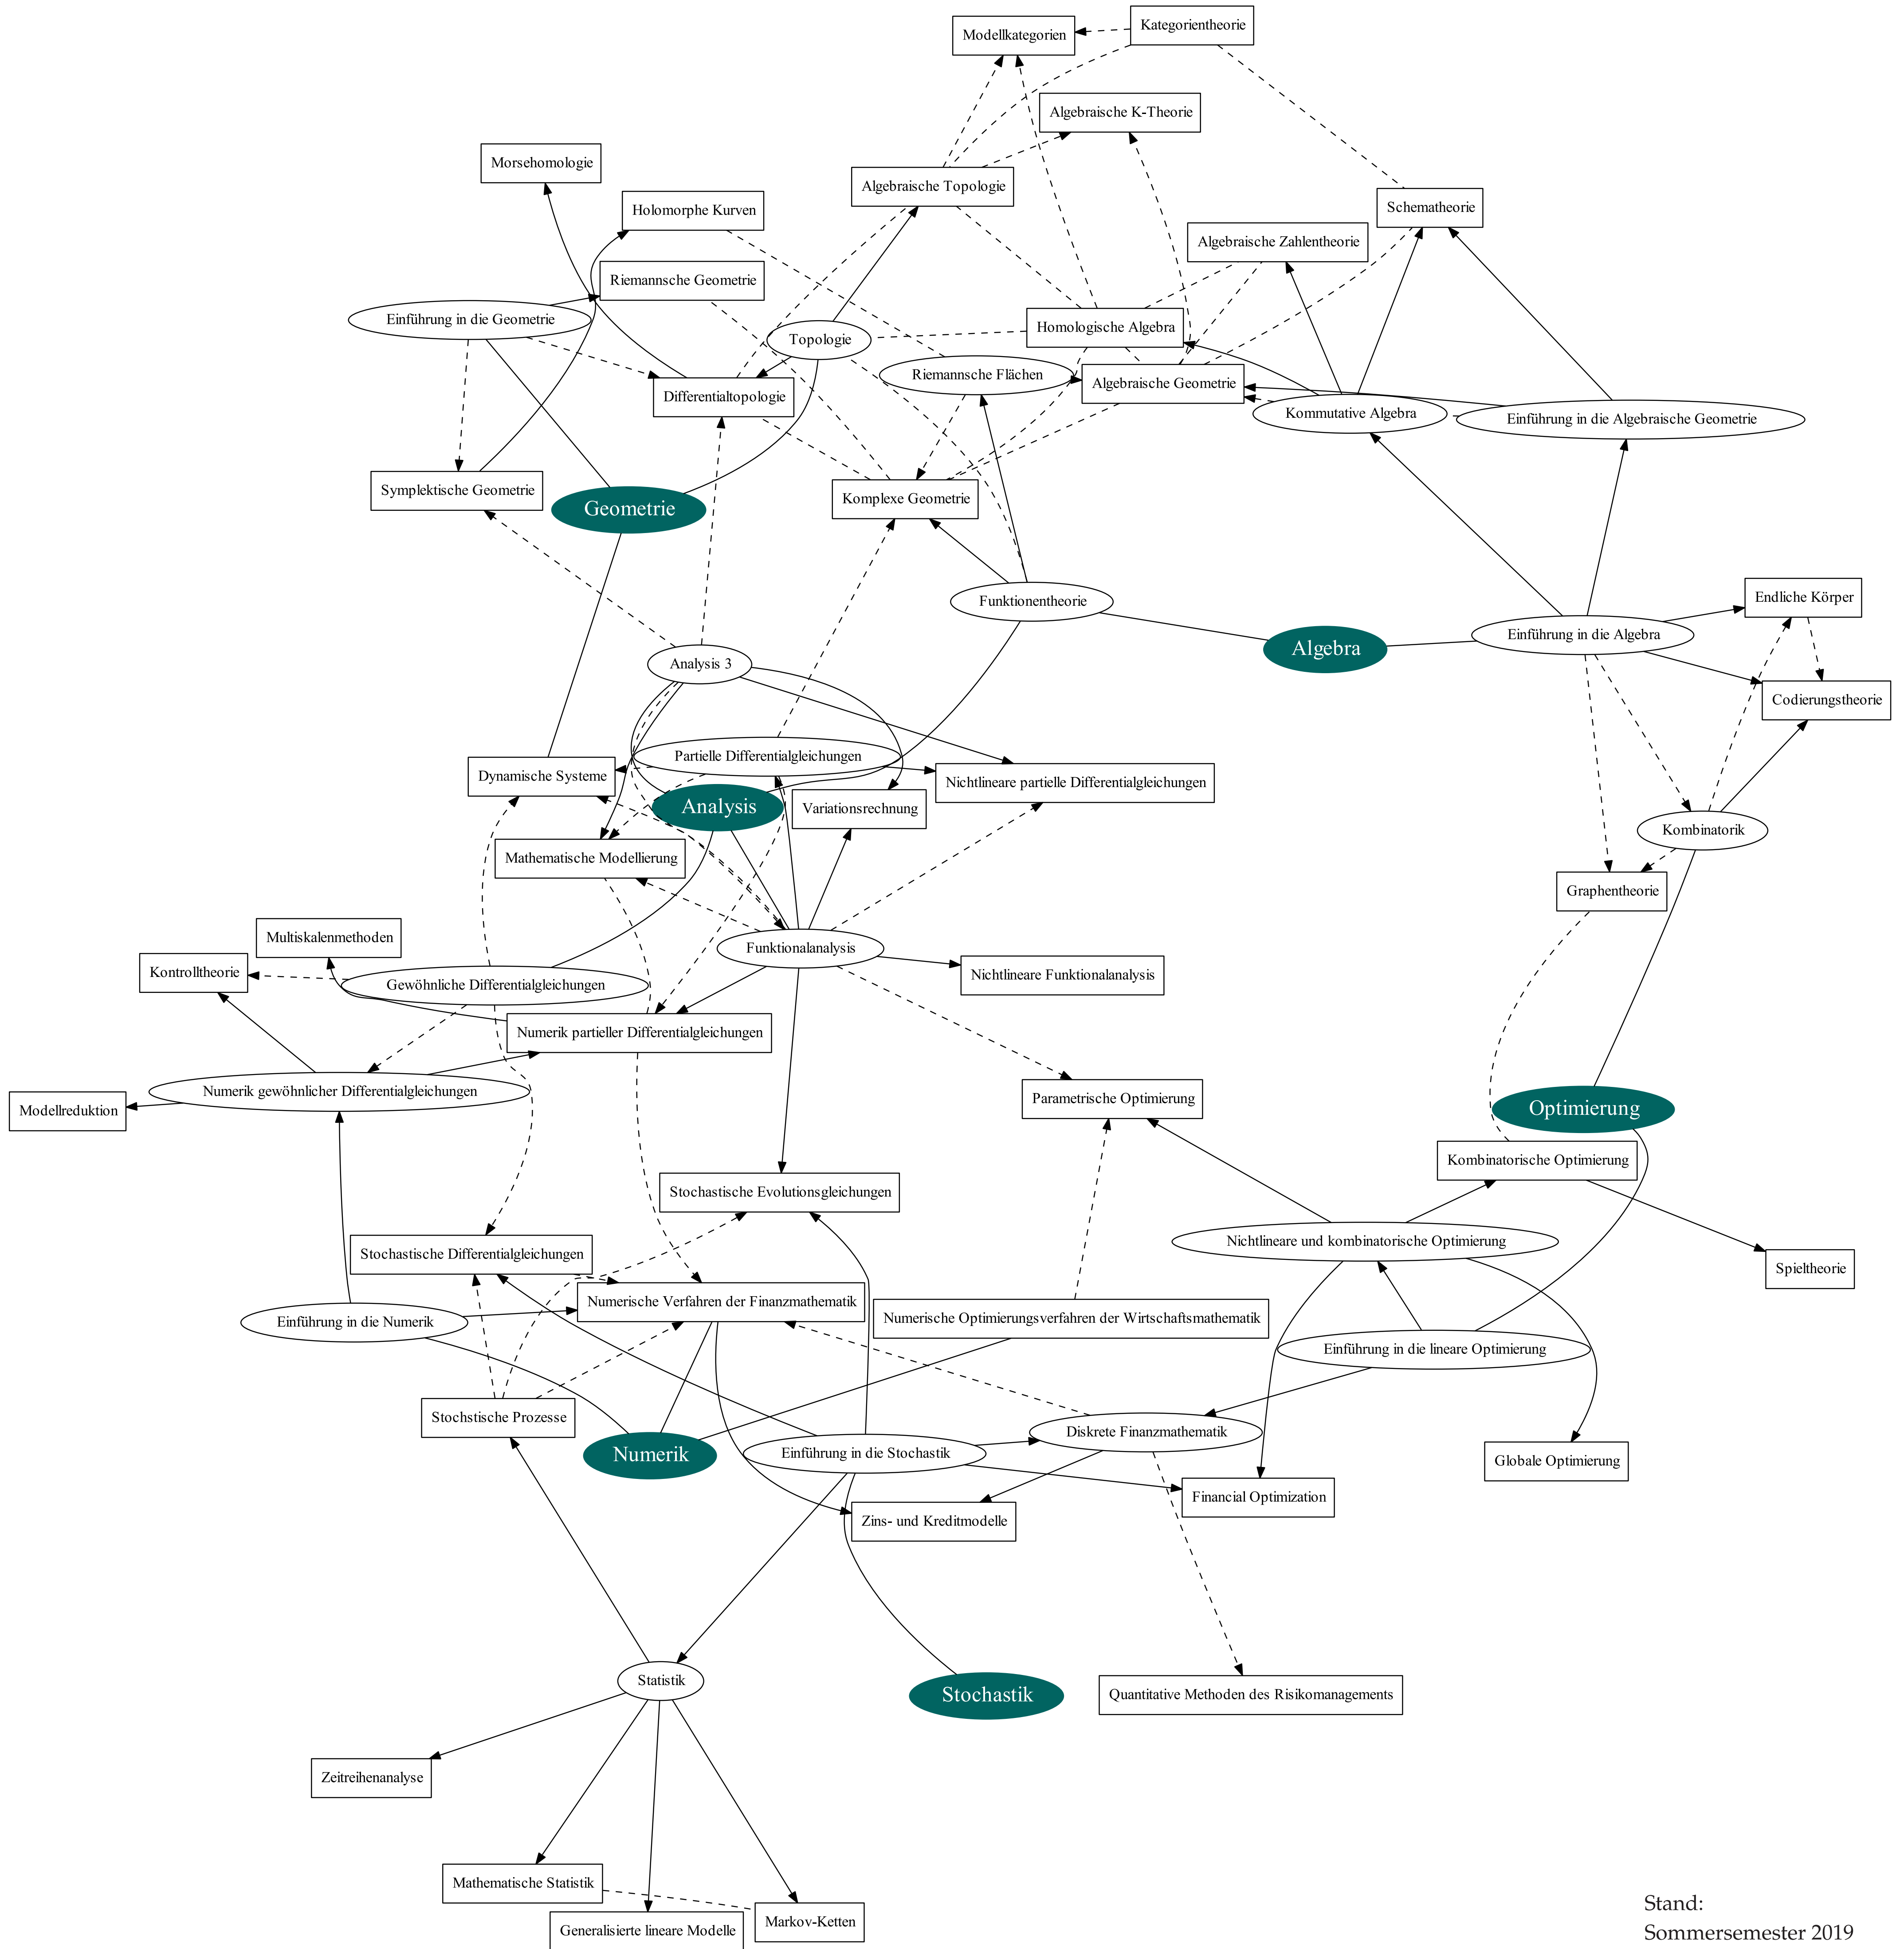 Kategorientheorie
Modellkategorien
Algebraische K-Theorie
Morsehomologie
Algebraische Topologie
Holomorphe Kurven
Schematheorie
Algebraische Zahlentheorie
Riemannsche Geometrie
Einführung in die Geometrie
Homologische Algebra
Topologie
Riemannsche Flächen
Algebraische Geometrie
Differentialtopologie
Kommutative Algebra
Einführung in die Algebraische Geometrie
Symplektische Geometrie
Komplexe Geometrie
Geometrie
Endliche Körper
Funktionentheorie
Einführung in die Algebra
Algebra
Analysis 3
Codierungstheorie
Partielle Differentialgleichungen
Dynamische Systeme
Nichtlineare partielle Differentialgleichungen
Analysis
Variationsrechnung
Kombinatorik
Mathematische Modellierung
Graphentheorie
Multiskalenmethoden
Funktionalanalysis
Kontrolltheorie
Nichtlineare Funktionalanalysis
Gewöhnliche Differentialgleichungen
Numerik partieller Differentialgleichungen
Numerik gewöhnlicher Differentialgleichungen
Parametrische Optimierung
Modellreduktion
Optimierung
Kombinatorische Optimierung
Stochastische Evolutionsgleichungen
Nichtlineare und kombinatorische Optimierung
Stochastische Differentialgleichungen
Spieltheorie
Numerische Verfahren der Finanzmathematik
Numerische Optimierungsverfahren der Wirtschaftsmathematik
Einführung in die Numerik
Einführung in die lineare Optimierung
Stochstische Prozesse
Diskrete Finanzmathematik
Numerik
Einführung in die Stochastik
Globale Optimierung
Financial Optimization
Zins- und Kreditmodelle
Statistik
Stochastik
Quantitative Methoden des Risikomanagements
Zeitreihenanalyse
Mathematische Statistik
Markov-Ketten
Generalisierte lineare Modelle
Stand:
Sommersemester 2019